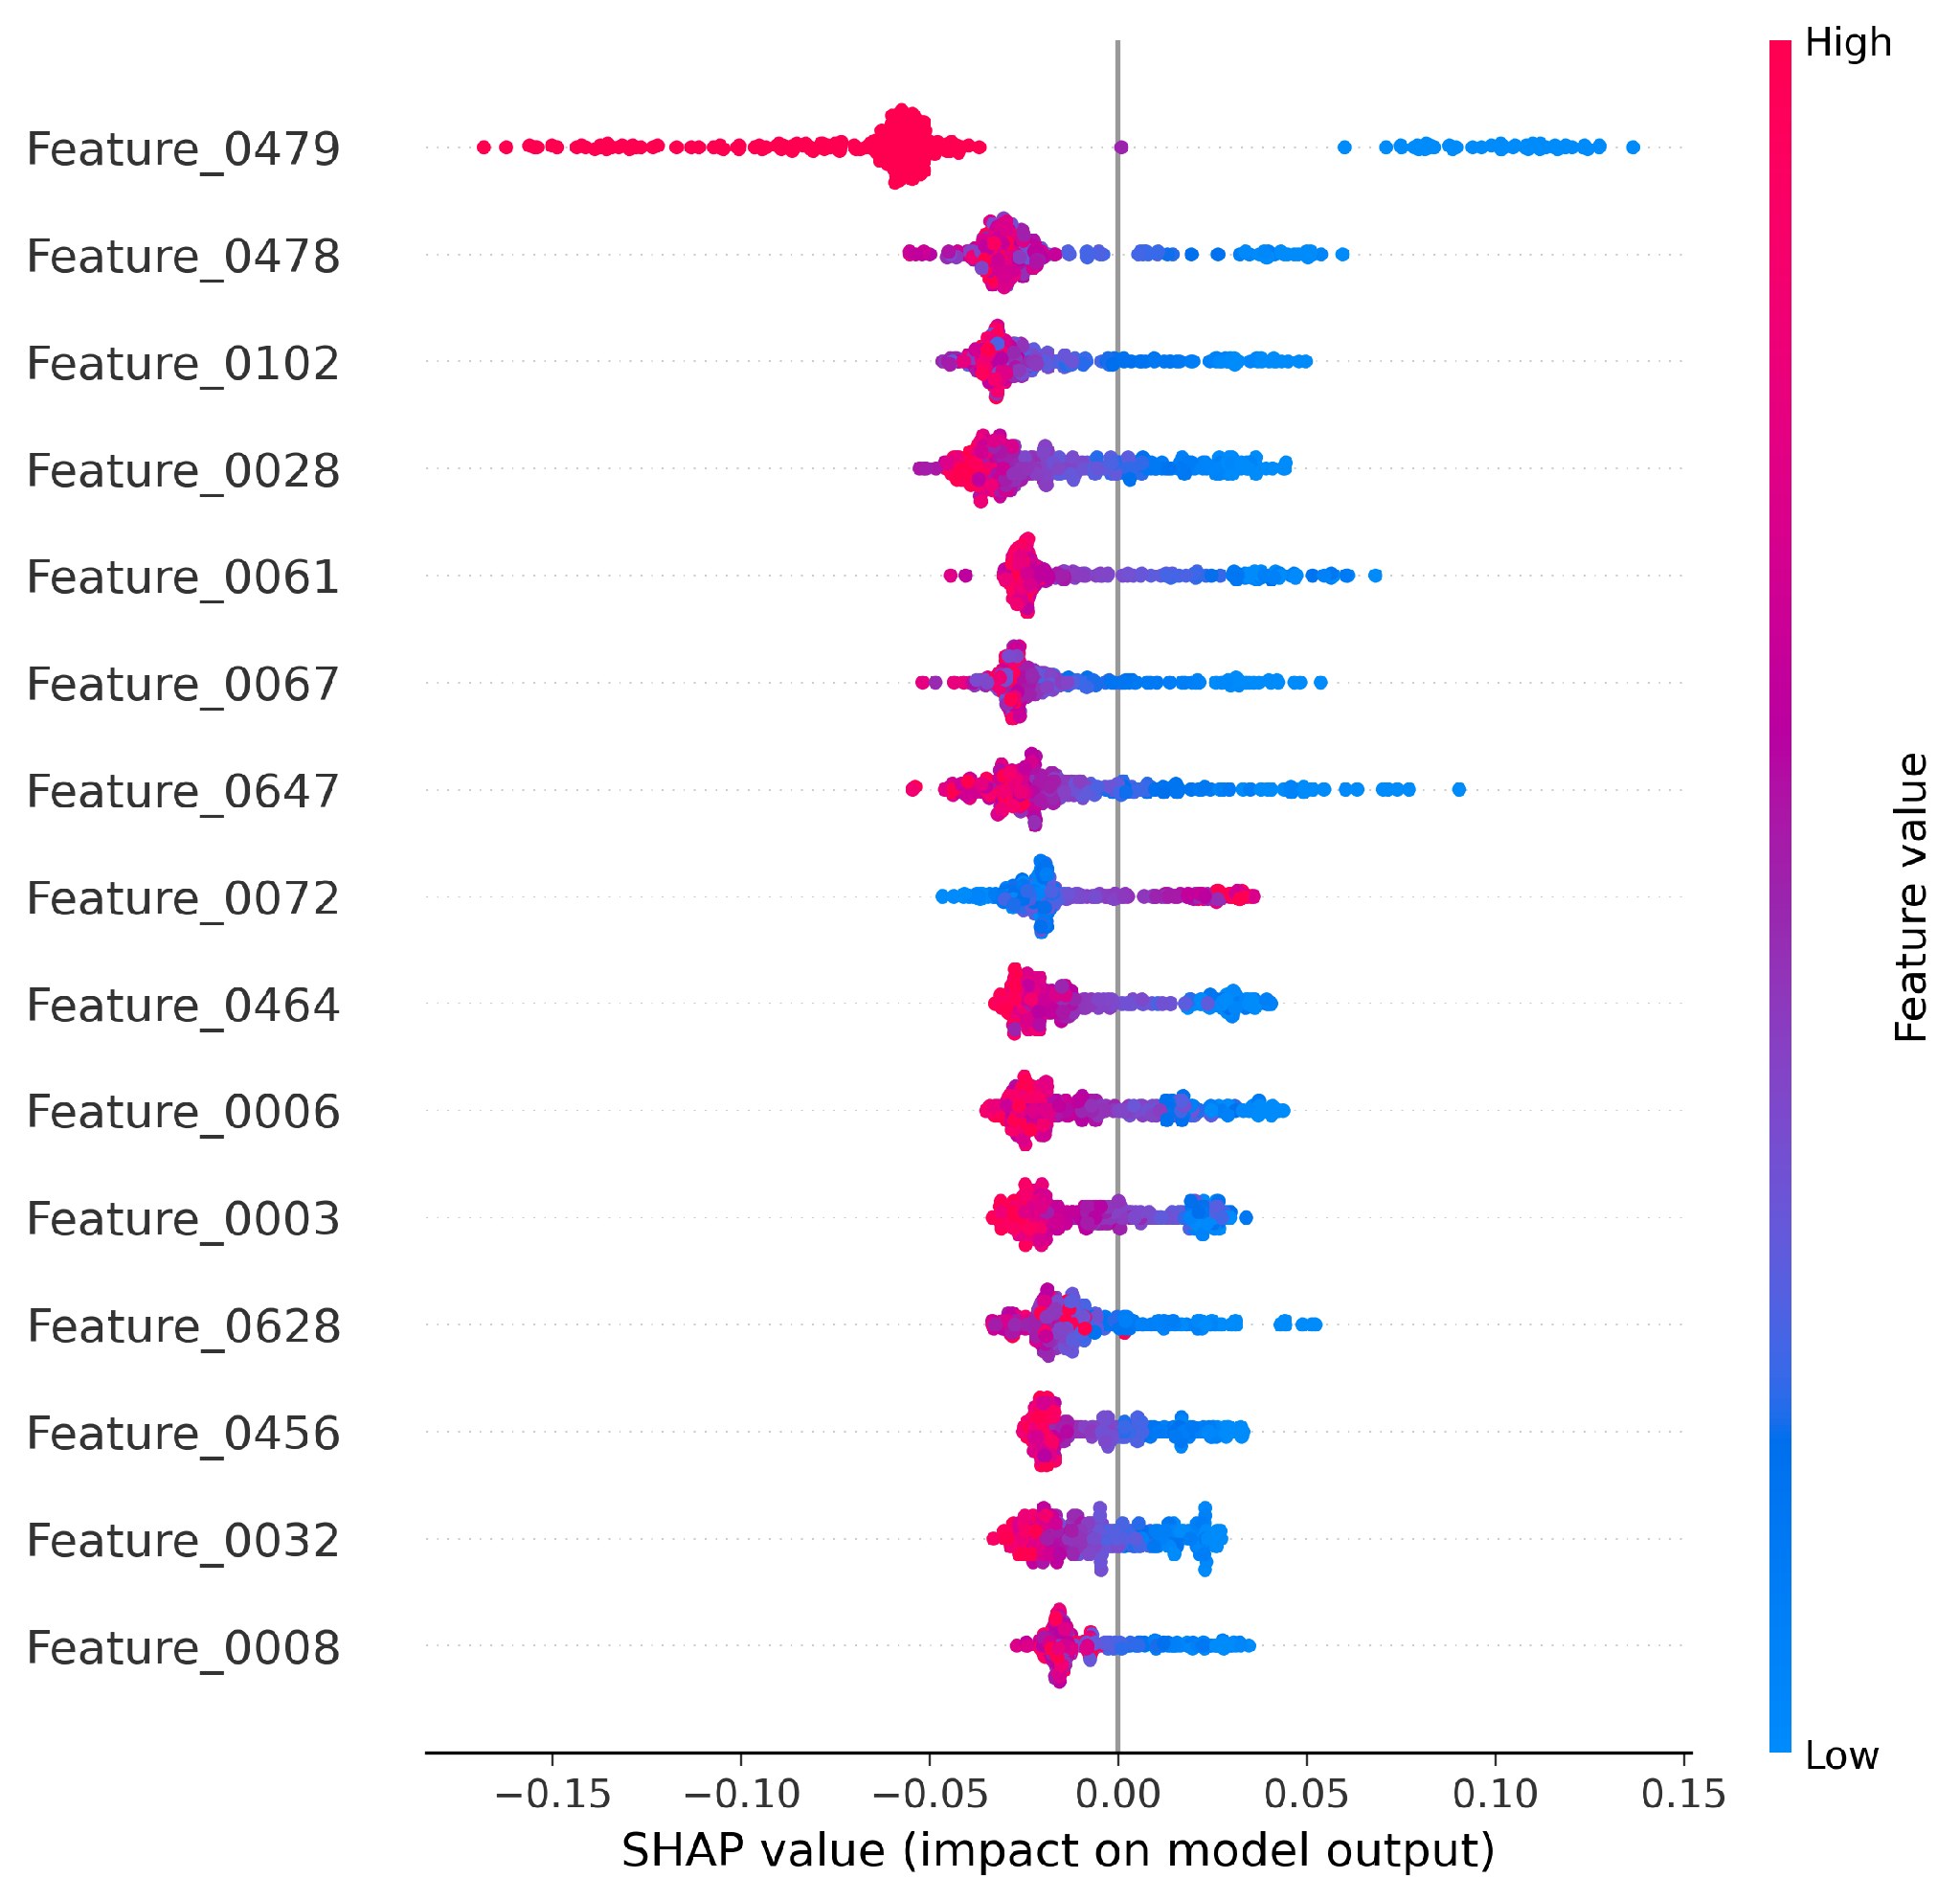 High
Feature_0479
Feature_0478
Feature_0102
Feature_0028
Feature_0061
Feature_0067
Feature_0647
Feature_0072
Feature_0464
Feature_0006
Feature_0003
Feature_0628
Feature_0456
Feature_0032
Feature_0008
Feature value
Low
−0.15 −0.10 −0.05 0.00 0.05 0.10 0.15
SHAP value (impact on model output)